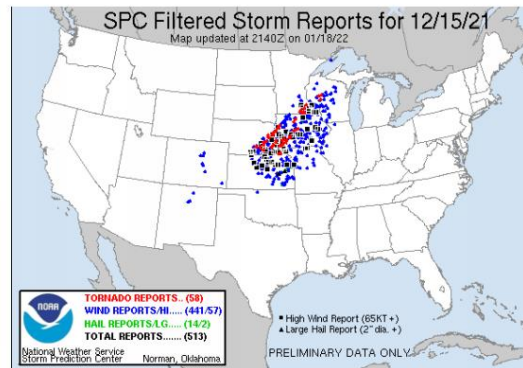 SPC Filtered Storm Reports for 12/15/21
Map updated at 2140Z on 01/18/22
NOAA
TORNADO REPORTS.. (58)
WIND REPORTS/HI..... (441/57)
HAIL REPORTS/LG..... (14/2)
TOTAL REPORTS....... (513)
National Weather Service
Storm Prediction Center Norman, Oklahoma
■ High Wind Report (65KT +)
▲ Large Hail Report (2" dia. +)
PRELIMINARY DATA ONLY